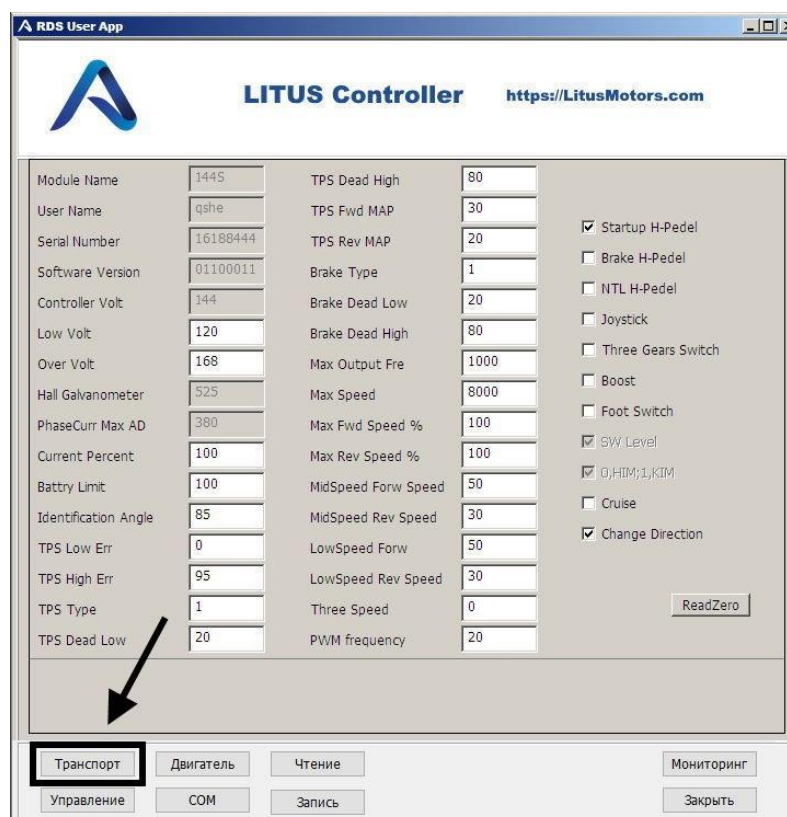 RDS User App
LITUS Controller https://LitusMotors.com
Module Name 144S
User Name qshe
Serial Number 16188444
Software Version 01100011
Controller Volt 144
Low Volt 120
Over Volt 168
Hall Galvanometer 525
PhaseCurr Max AD 380
Current Percent 100
Battry Limit 100
Identification Angle 85
TPS Low Err 0
TPS High Err 95
TPS Type 1
TPS Dead Low 20
TPS Dead High 80
TPS Fwd MAP 30
TPS Rev MAP 20
Brake Type 1
Brake Dead Low 20
Brake Dead High 80
Max Output Fre 1000
Max Speed 8000
Max Fwd Speed % 100
Max Rev Speed % 100
MidSpeed Forw Speed 50
MidSpeed Rev Speed 30
LowSpeed Forw 50
LowSpeed Rev Speed 30
Three Speed 0
PWM frequency 20
Startup H-Pedel
Brake H-Pedel
NTL H-Pedel
Joystick
Three Gears Switch
Boost
Foot Switch
SW Level
0,HIM;1,KIM
Cruise
Change Direction
ReadZero
Транспорт Двигатель Чтение Мониторинг
Управление COM Запись Закрыть